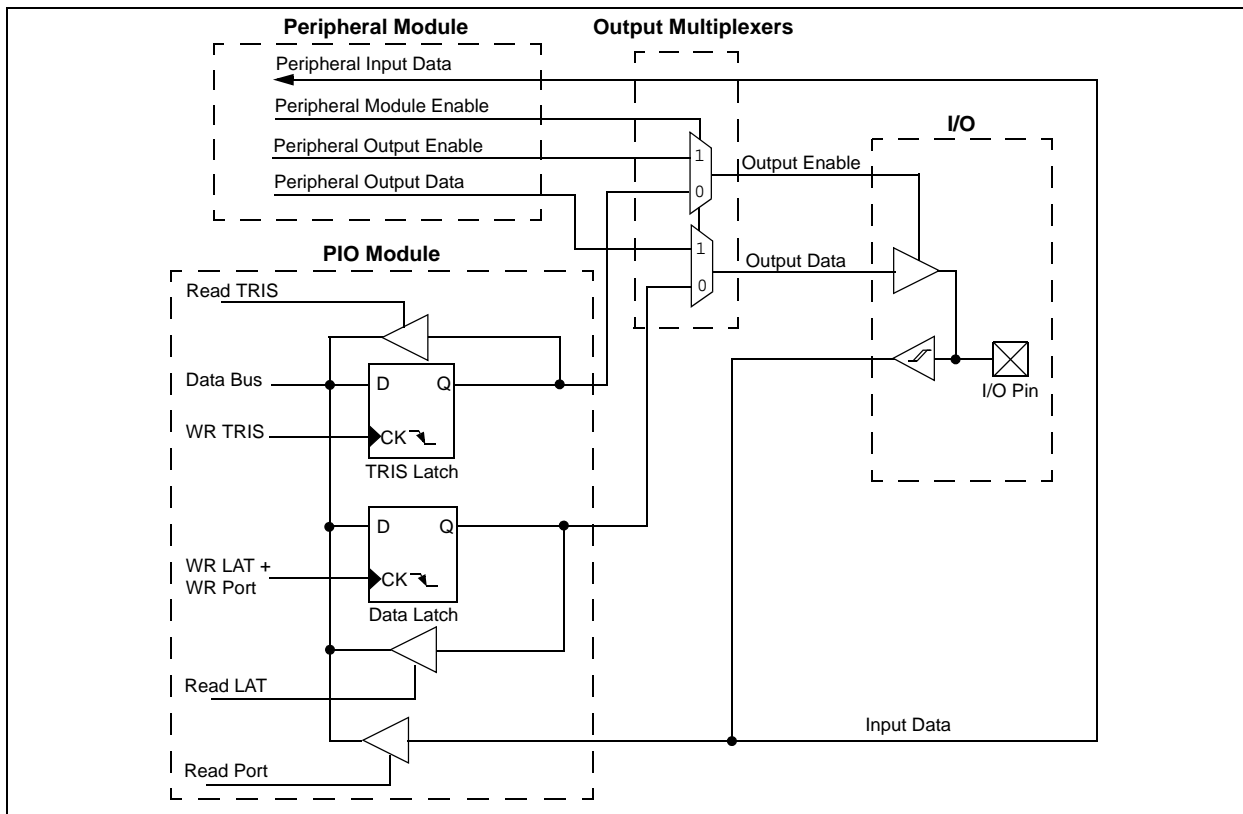 Peripheral Module
Output Multiplexers
Peripheral Input Data
Peripheral Module Enable
Peripheral Output Enable
Peripheral Output Data
1
0
1
0
Output Enable
Output Data
I/O
I/O Pin
PIO Module
Read TRIS
Data Bus
D
Q
WR TRIS
CK
TRIS Latch
D
Q
WR LAT +
WR Port
CK
Data Latch
Read LAT
Read Port
Input Data